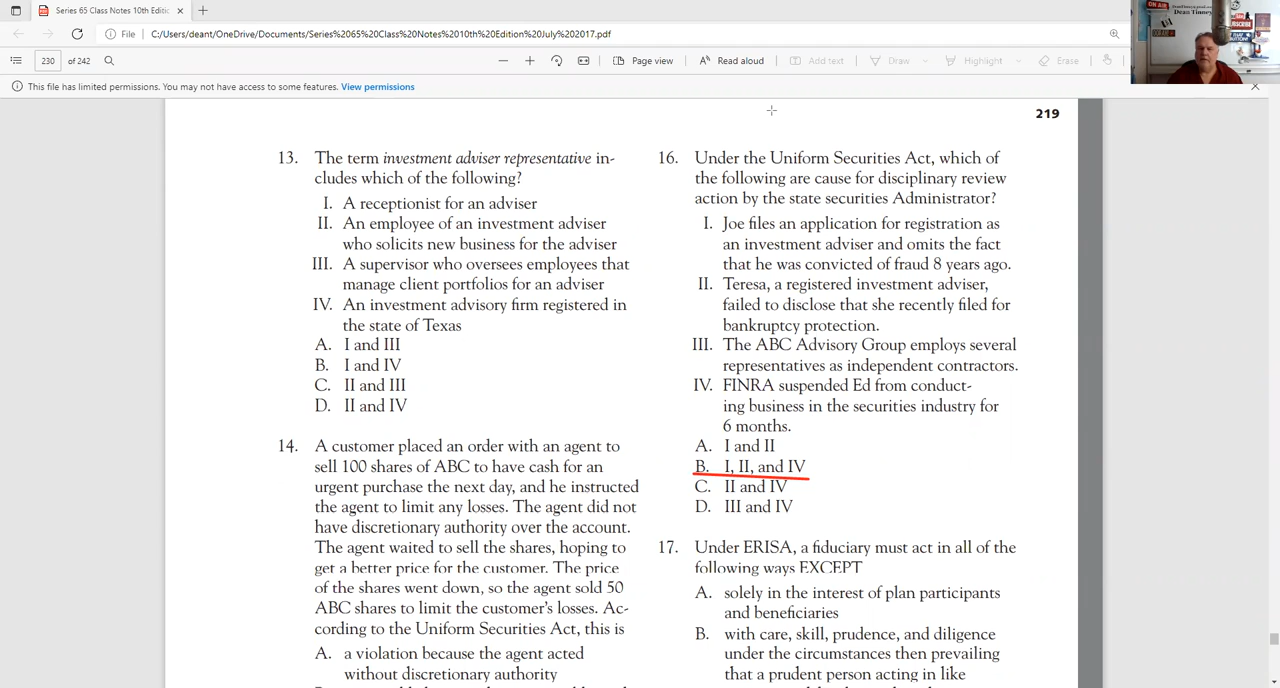 Series 65 Class Notes 10th Edition
File
C:/Users/deant/OneDrive/Documents/Series%2065%20Class%20Notes%2010th%20Edition%20July%202017.pdf
230 of 242
Page view
Read aloud
Add text
Draw
Highlight
Erase
This file has limited permissions. You may not have access to some features. View permissions
ON AIR
Dean Tinney
219
13. The term investment adviser representative in-
cludes which of the following?
I. A receptionist for an adviser
II. An employee of an investment adviser
who solicits new business for the adviser
III. A supervisor who oversees employees that
manage client portfolios for an adviser
IV. An investment advisory firm registered in
the state of Texas
A. I and III
B. I and IV
C. II and III
D. II and IV
14. A customer placed an order with an agent to
sell 100 shares of ABC to have cash for an
urgent purchase the next day, and he instructed
the agent to limit any losses. The agent did not
have discretionary authority over the account.
The agent waited to sell the shares, hoping to
get a better price for the customer. The price
of the shares went down, so the agent sold 50
ABC shares to limit the customer's losses. Ac-
cording to the Uniform Securities Act, this is
A. a violation because the agent acted
without discretionary authority
16. Under the Uniform Securities Act, which of
the following are cause for disciplinary review
action by the state securities Administrator?
I. Joe files an application for registration as
an investment adviser and omits the fact
that he was convicted of fraud 8 years ago.
II. Teresa, a registered investment adviser,
failed to disclose that she recently filed for
bankruptcy protection.
III. The ABC Advisory Group employs several
representatives as independent contractors.
IV. FINRA suspended Ed from conduct-
ing business in the securities industry for
6 months.
A. I and II
B. I, II, and IV
C. II and IV
D. III and IV
17. Under ERISA, a fiduciary must act in all of the
following ways EXCEPT
A. solely in the interest of plan participants
and beneficiaries
B. with care, skill, prudence, and diligence
under the circumstances then prevailing
that a prudent person acting in like